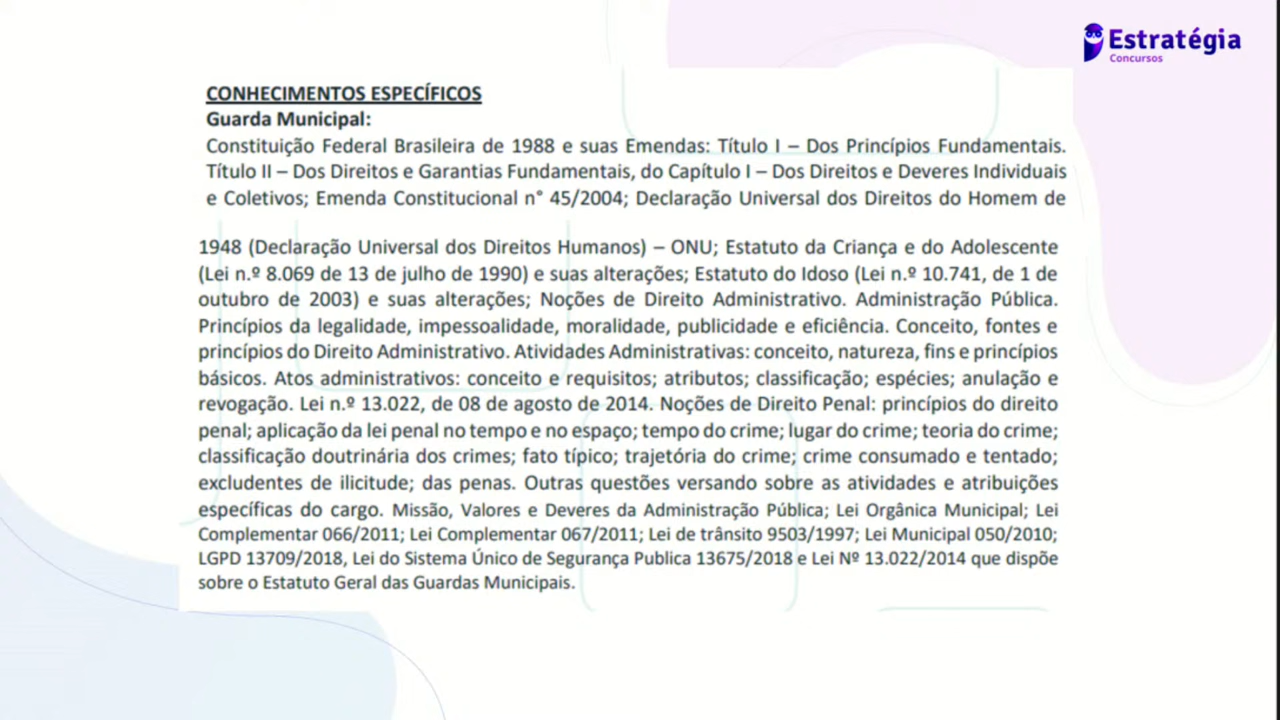 Estratégia
Concursos
CONHECIMENTOS ESPECÍFICOS
Guarda Municipal:
Constituição Federal Brasileira de 1988 e suas Emendas: Título I – Dos Princípios Fundamentais.
Título II – Dos Direitos e Garantias Fundamentais, do Capítulo I – Dos Direitos e Deveres Individuais
e Coletivos; Emenda Constitucional n° 45/2004; Declaração Universal dos Direitos do Homem de
1948 (Declaração Universal dos Direitos Humanos) – ONU; Estatuto da Criança e do Adolescente
(Lei n.º 8.069 de 13 de julho de 1990) e suas alterações; Estatuto do Idoso (Lei n.º 10.741, de 1 de
outubro de 2003) e suas alterações; Noções de Direito Administrativo. Administração Pública.
Princípios da legalidade, impessoalidade, moralidade, publicidade e eficiência. Conceito, fontes e
princípios do Direito Administrativo. Atividades Administrativas: conceito, natureza, fins e princípios
básicos. Atos administrativos: conceito e requisitos; atributos; classificação; espécies; anulação e
revogação. Lei n.º 13.022, de 08 de agosto de 2014. Noções de Direito Penal: princípios do direito
penal; aplicação da lei penal no tempo e no espaço; tempo do crime; lugar do crime; teoria do crime;
classificação doutrinária dos crimes; fato típico; trajetória do crime; crime consumado e tentado;
excludentes de ilicitude; das penas. Outras questões versando sobre as atividades e atribuições
específicas do cargo. Missão, Valores e Deveres da Administração Pública; Lei Orgânica Municipal; Lei
Complementar 066/2011; Lei Complementar 067/2011; Lei de trânsito 9503/1997; Lei Municipal 050/2010;
LGPD 13709/2018, Lei do Sistema Único de Segurança Publica 13675/2018 e Lei Nº 13.022/2014 que dispõe
sobre o Estatuto Geral das Guardas Municipais.